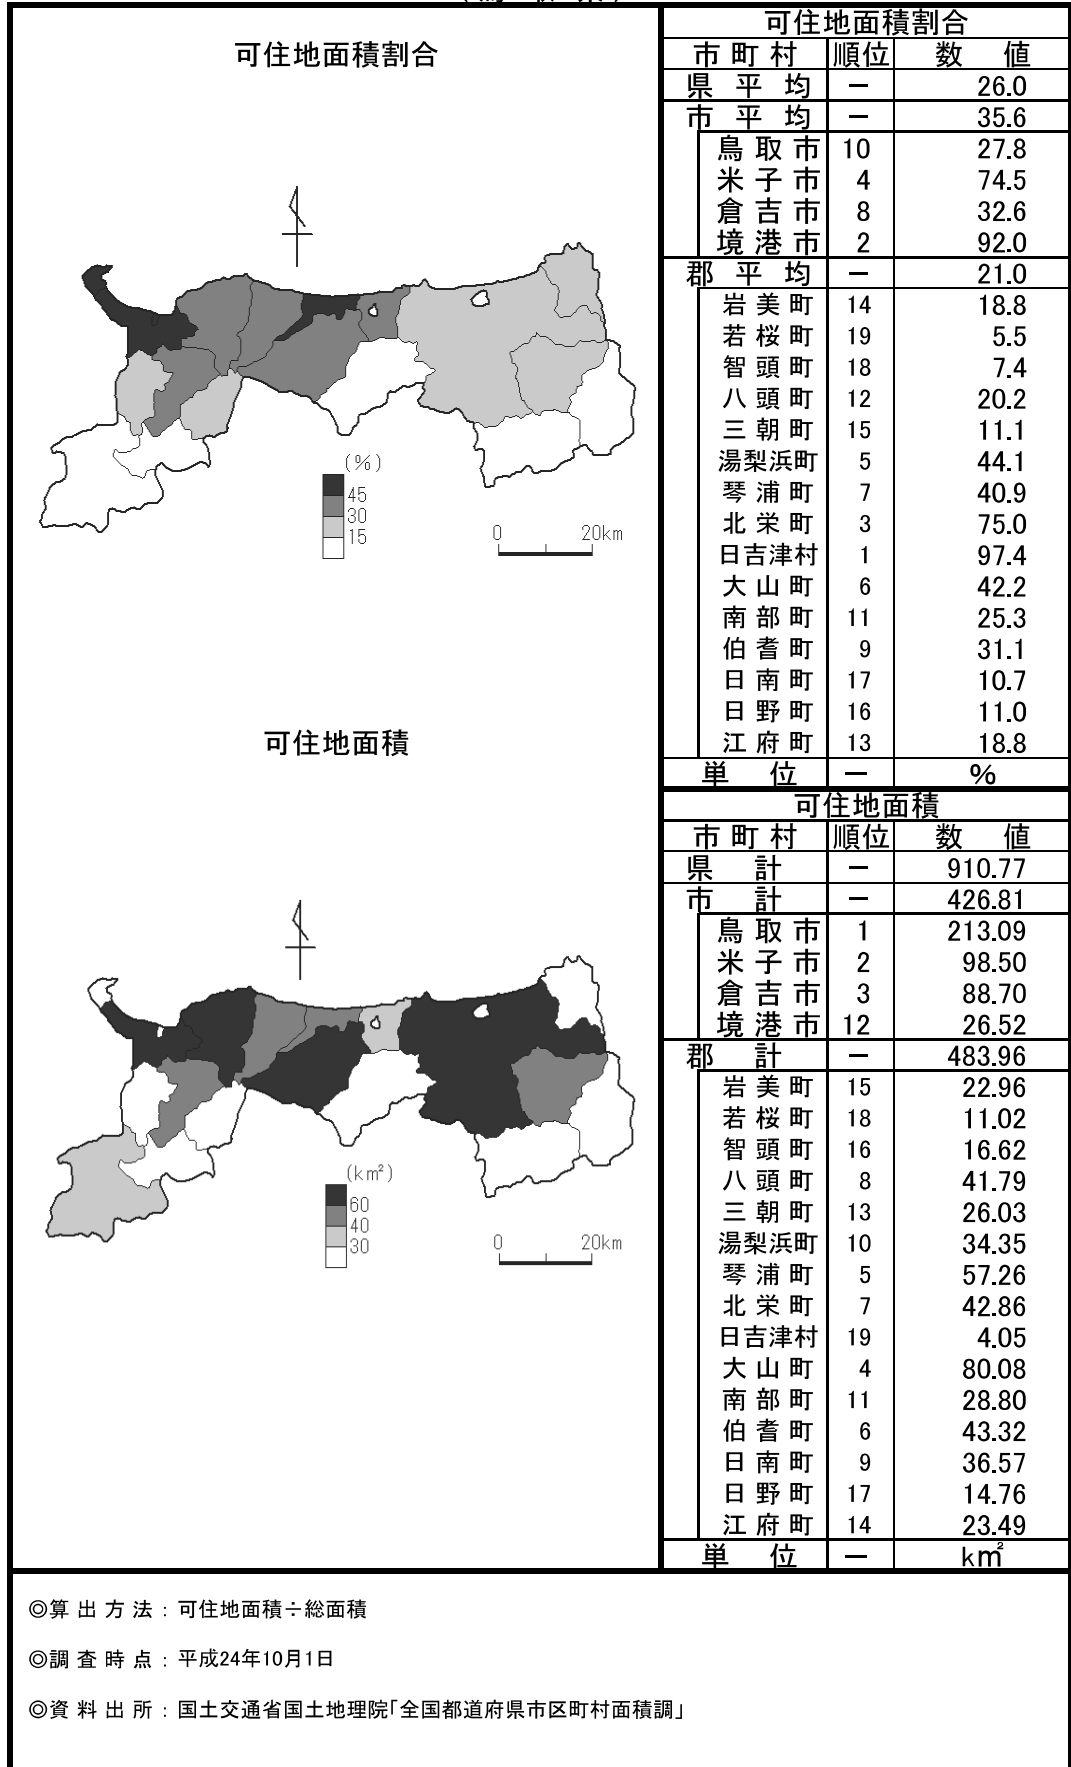 可住地面積割合
(%)
45
30
15
0 20km
可住地面積
(km²)
60
40
30
0 20km
可住地面積割合
市町村 順位 数値
県平均 － 26.0
市平均 － 35.6
鳥取市 10 27.8
米子市 4 74.5
倉吉市 8 32.6
境港市 2 92.0
郡平均 － 21.0
岩美町 14 18.8
若桜町 19 5.5
智頭町 18 7.4
八頭町 12 20.2
三朝町 15 11.1
湯梨浜町 5 44.1
琴浦町 7 40.9
北栄町 3 75.0
日吉津村 1 97.4
大山町 6 42.2
南部町 11 25.3
伯耆町 9 31.1
日南町 17 10.7
日野町 16 11.0
江府町 13 18.8
単位 － %
可住地面積
市町村 順位 数値
県計 － 910.77
市計 － 426.81
鳥取市 1 213.09
米子市 2 98.50
倉吉市 3 88.70
境港市 12 26.52
郡計 － 483.96
岩美町 15 22.96
若桜町 18 11.02
智頭町 16 16.62
八頭町 8 41.79
三朝町 13 26.03
湯梨浜町 10 34.35
琴浦町 5 57.26
北栄町 7 42.86
日吉津村 19 4.05
大山町 4 80.08
南部町 11 28.80
伯耆町 6 43.32
日南町 9 36.57
日野町 17 14.76
江府町 14 23.49
単位 － k㎡
◎算出方法：可住地面積÷総面積
◎調査時点：平成24年10月1日
◎資料出所：国土交通省国土地理院「全国都道府県市区町村面積調」